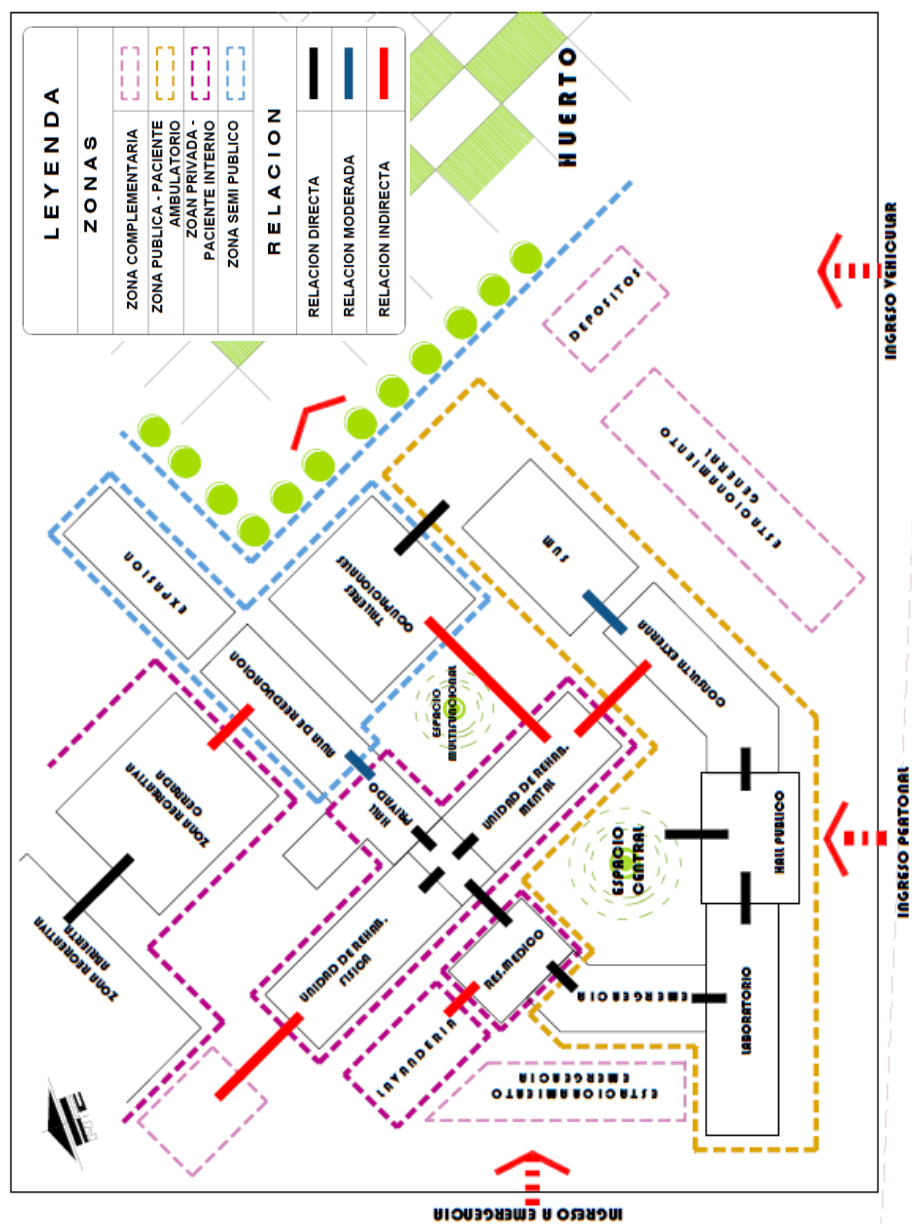 LEYENDA
ZONAS
ZONA COMPLEMENTARIA
ZONA PUBLICA - PACIENTE
AMBULATORIO
ZOAN PRIVADA -
PACIENTE INTERNO
ZONA SEMI PUBLICO
RELACION
RELACION DIRECTA
RELACION MODERADA
RELACION INDIRECTA
HUERTO
DEPOSITOS
INGRESO VEHICULAR
ESTACIONAMIENTO
GENERAL
EXPASION
TALLERES
OCUPACIONALES
SUM
AULA DE REEDUCACION
ESPACIO
MULTIFUNCIONAL
CONSULTA EXTERNA
ZONA RECREATIVA
CERRADA
HALL
PRIVADO
UNIDAD DE REHAB.
MENTAL
ZONA RECREATIVA
ABIERTA
UNIDAD DE REHAB.
FISICA
ESPACIO
CENTRAL
HALL PUBLICO
INGRESO PEATONAL
RES.MEDICO
LAVANDERIA
EMERGENCIA
LABORATORIO
ESTACIONAMIENTO
EMERGENCIA
INGRESO A EMERGENCIA